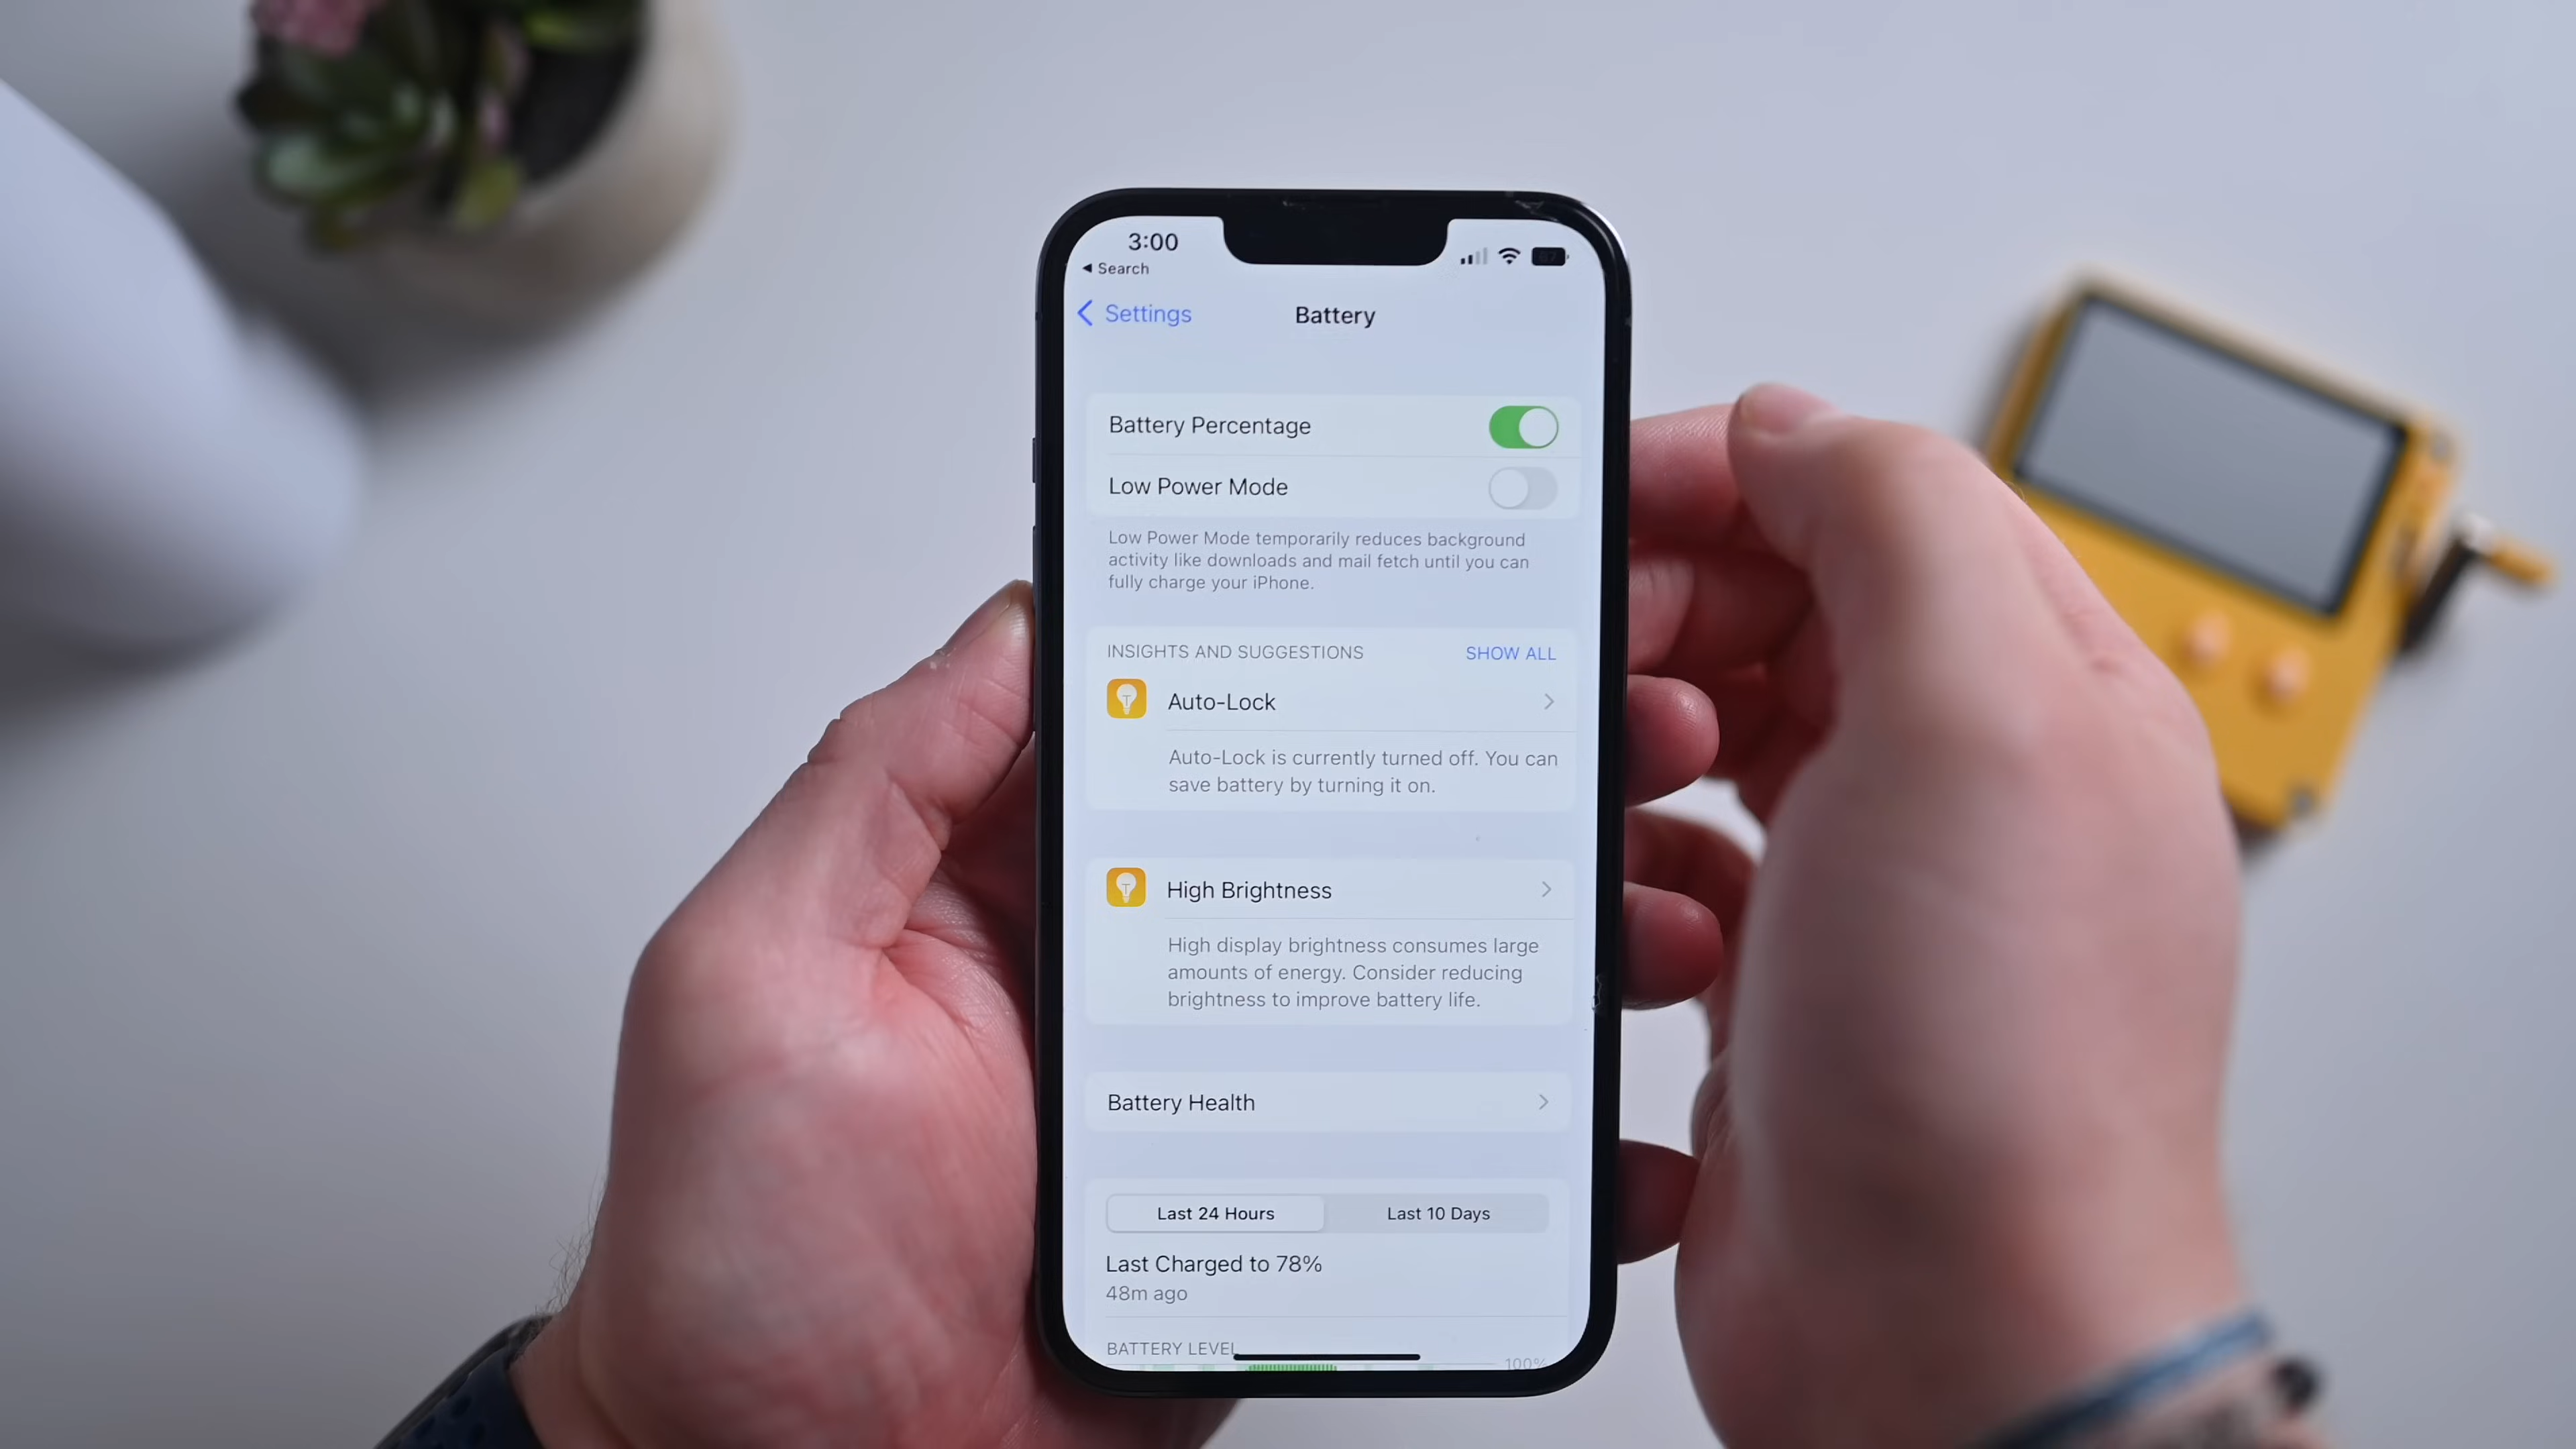 3:00
◀ Search
Settings
Battery
Battery Percentage
Low Power Mode
Low Power Mode temporarily reduces background
activity like downloads and mail fetch until you can
fully charge your iPhone.
INSIGHTS AND SUGGESTIONS
SHOW ALL
Auto-Lock
Auto-Lock is currently turned off. You can
save battery by turning it on.
High Brightness
High display brightness consumes large
amounts of energy. Consider reducing
brightness to improve battery life.
Battery Health
Last 24 Hours
Last 10 Days
Last Charged to 78%
48m ago
BATTERY LEVEL
100%